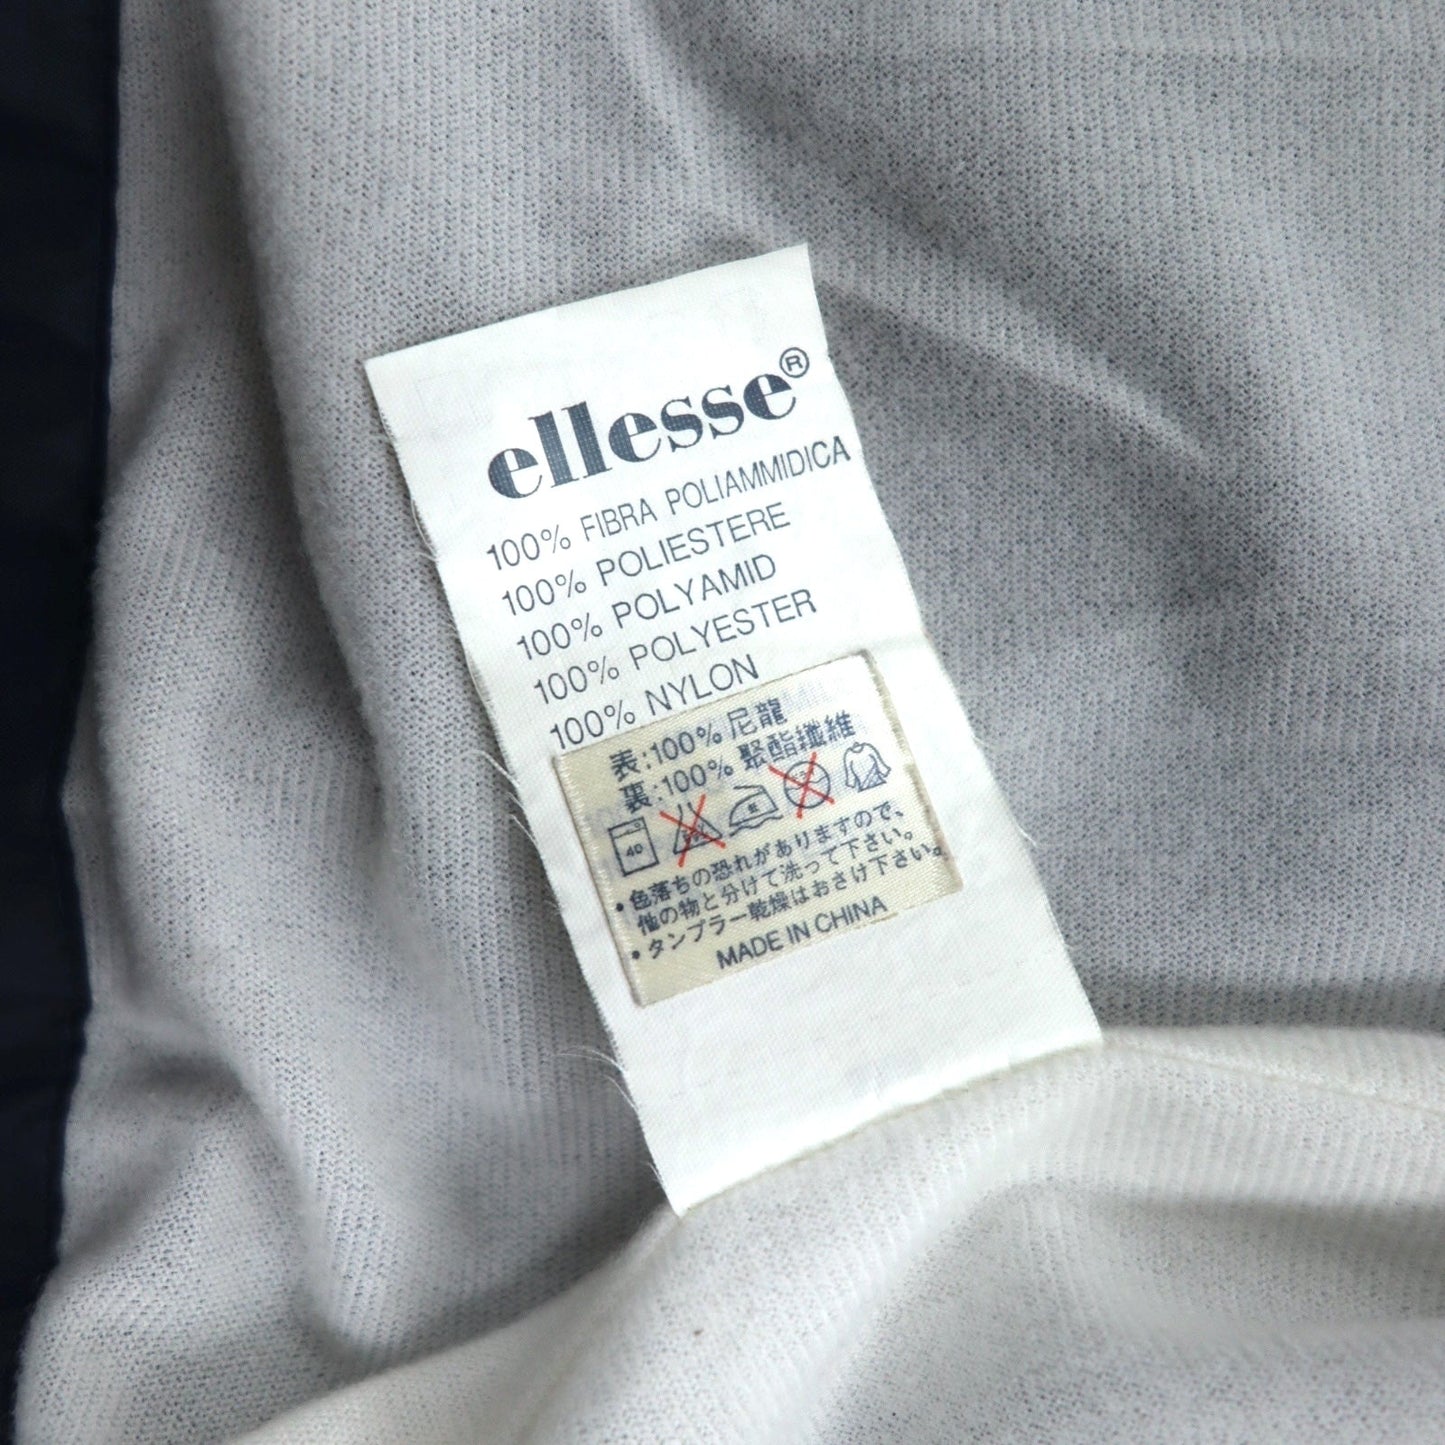 ellesse®
100% FIBRA POLIAMMIDICA
100% POLIESTERE
100% POLYAMID
100% POLYESTER
100% NYLON
表:100% 尼龍
裏:100% 聚酯纖維
40
・色落ちの恐れがありますので、
他の物と分けて洗って下さい。
・タンブラー乾燥はおさけ下さい。
MADE IN CHINA